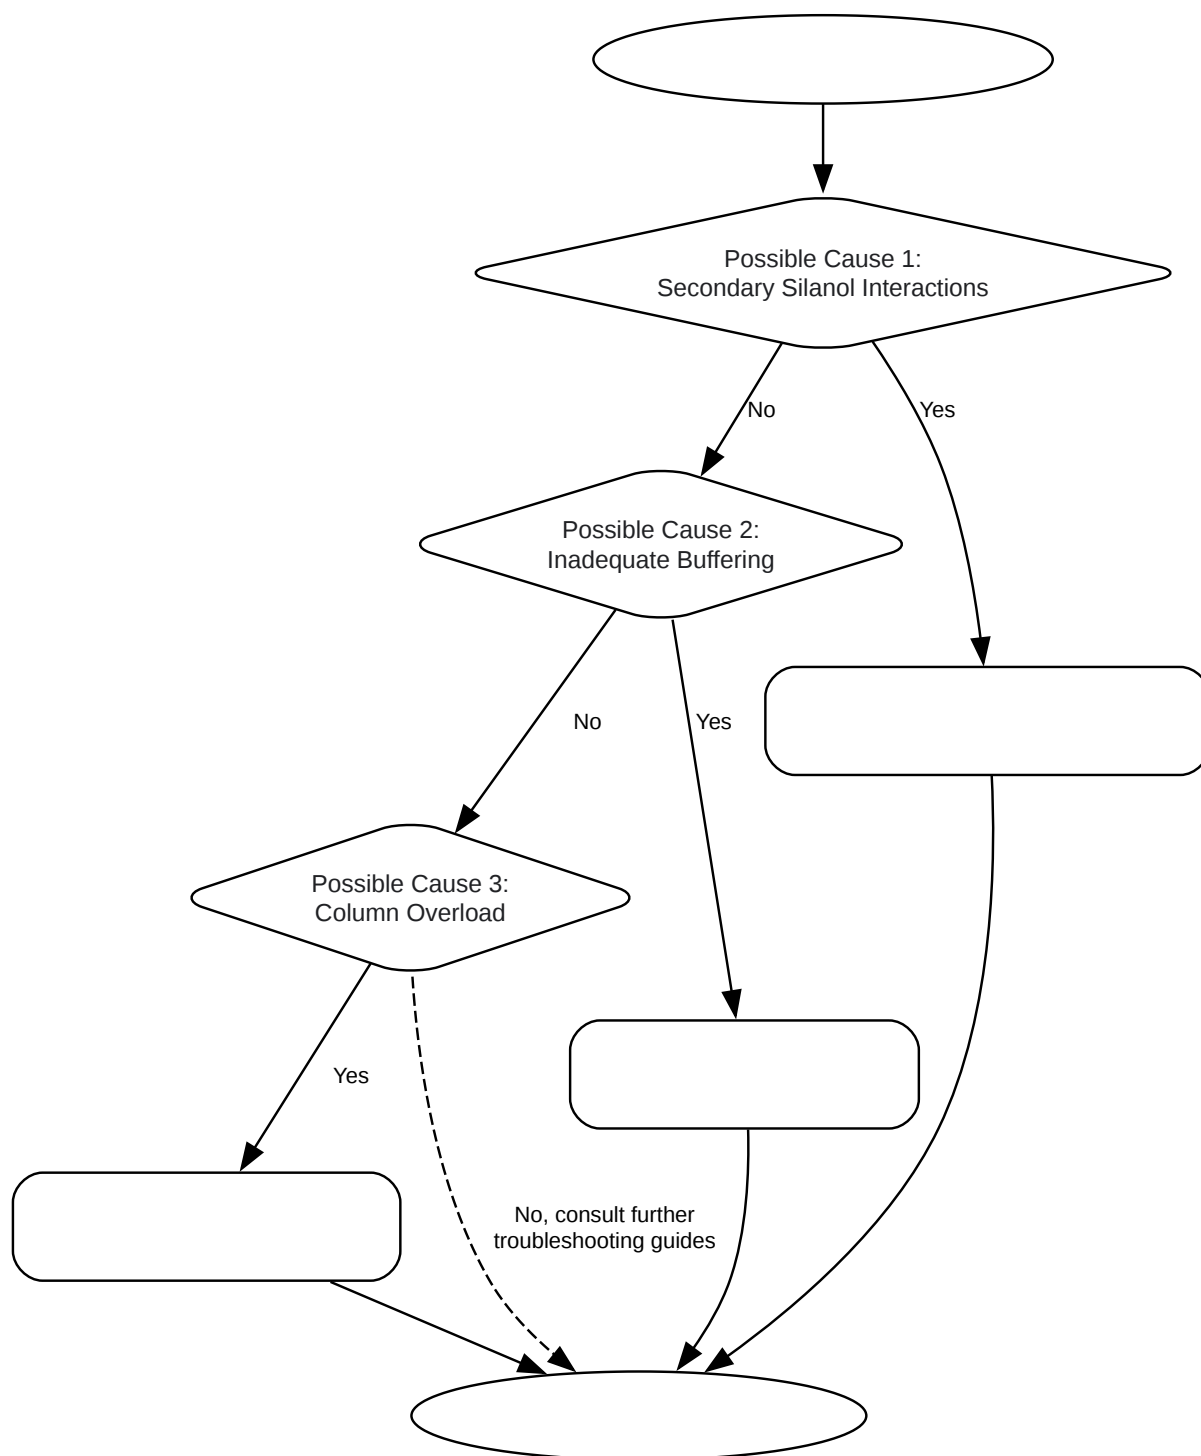 Possible Cause 1:
Secondary Silanol Interactions
No
Yes
Possible Cause 2:
Inadequate Buffering
No
Yes
Possible Cause 3:
Column Overload
Yes
No, consult further
troubleshooting guides